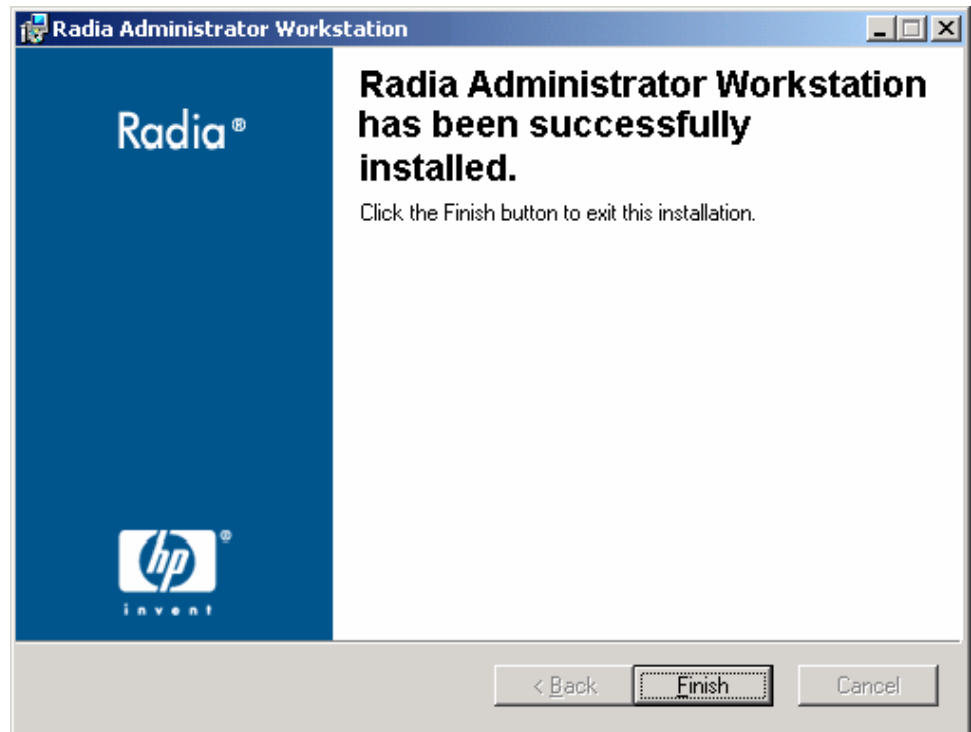 Radia Administrator Workstation
Radia®
Radia Administrator Workstation
has been successfully
installed.
Click the Finish button to exit this installation.
hp®
invent
< Back
Finish
Cancel